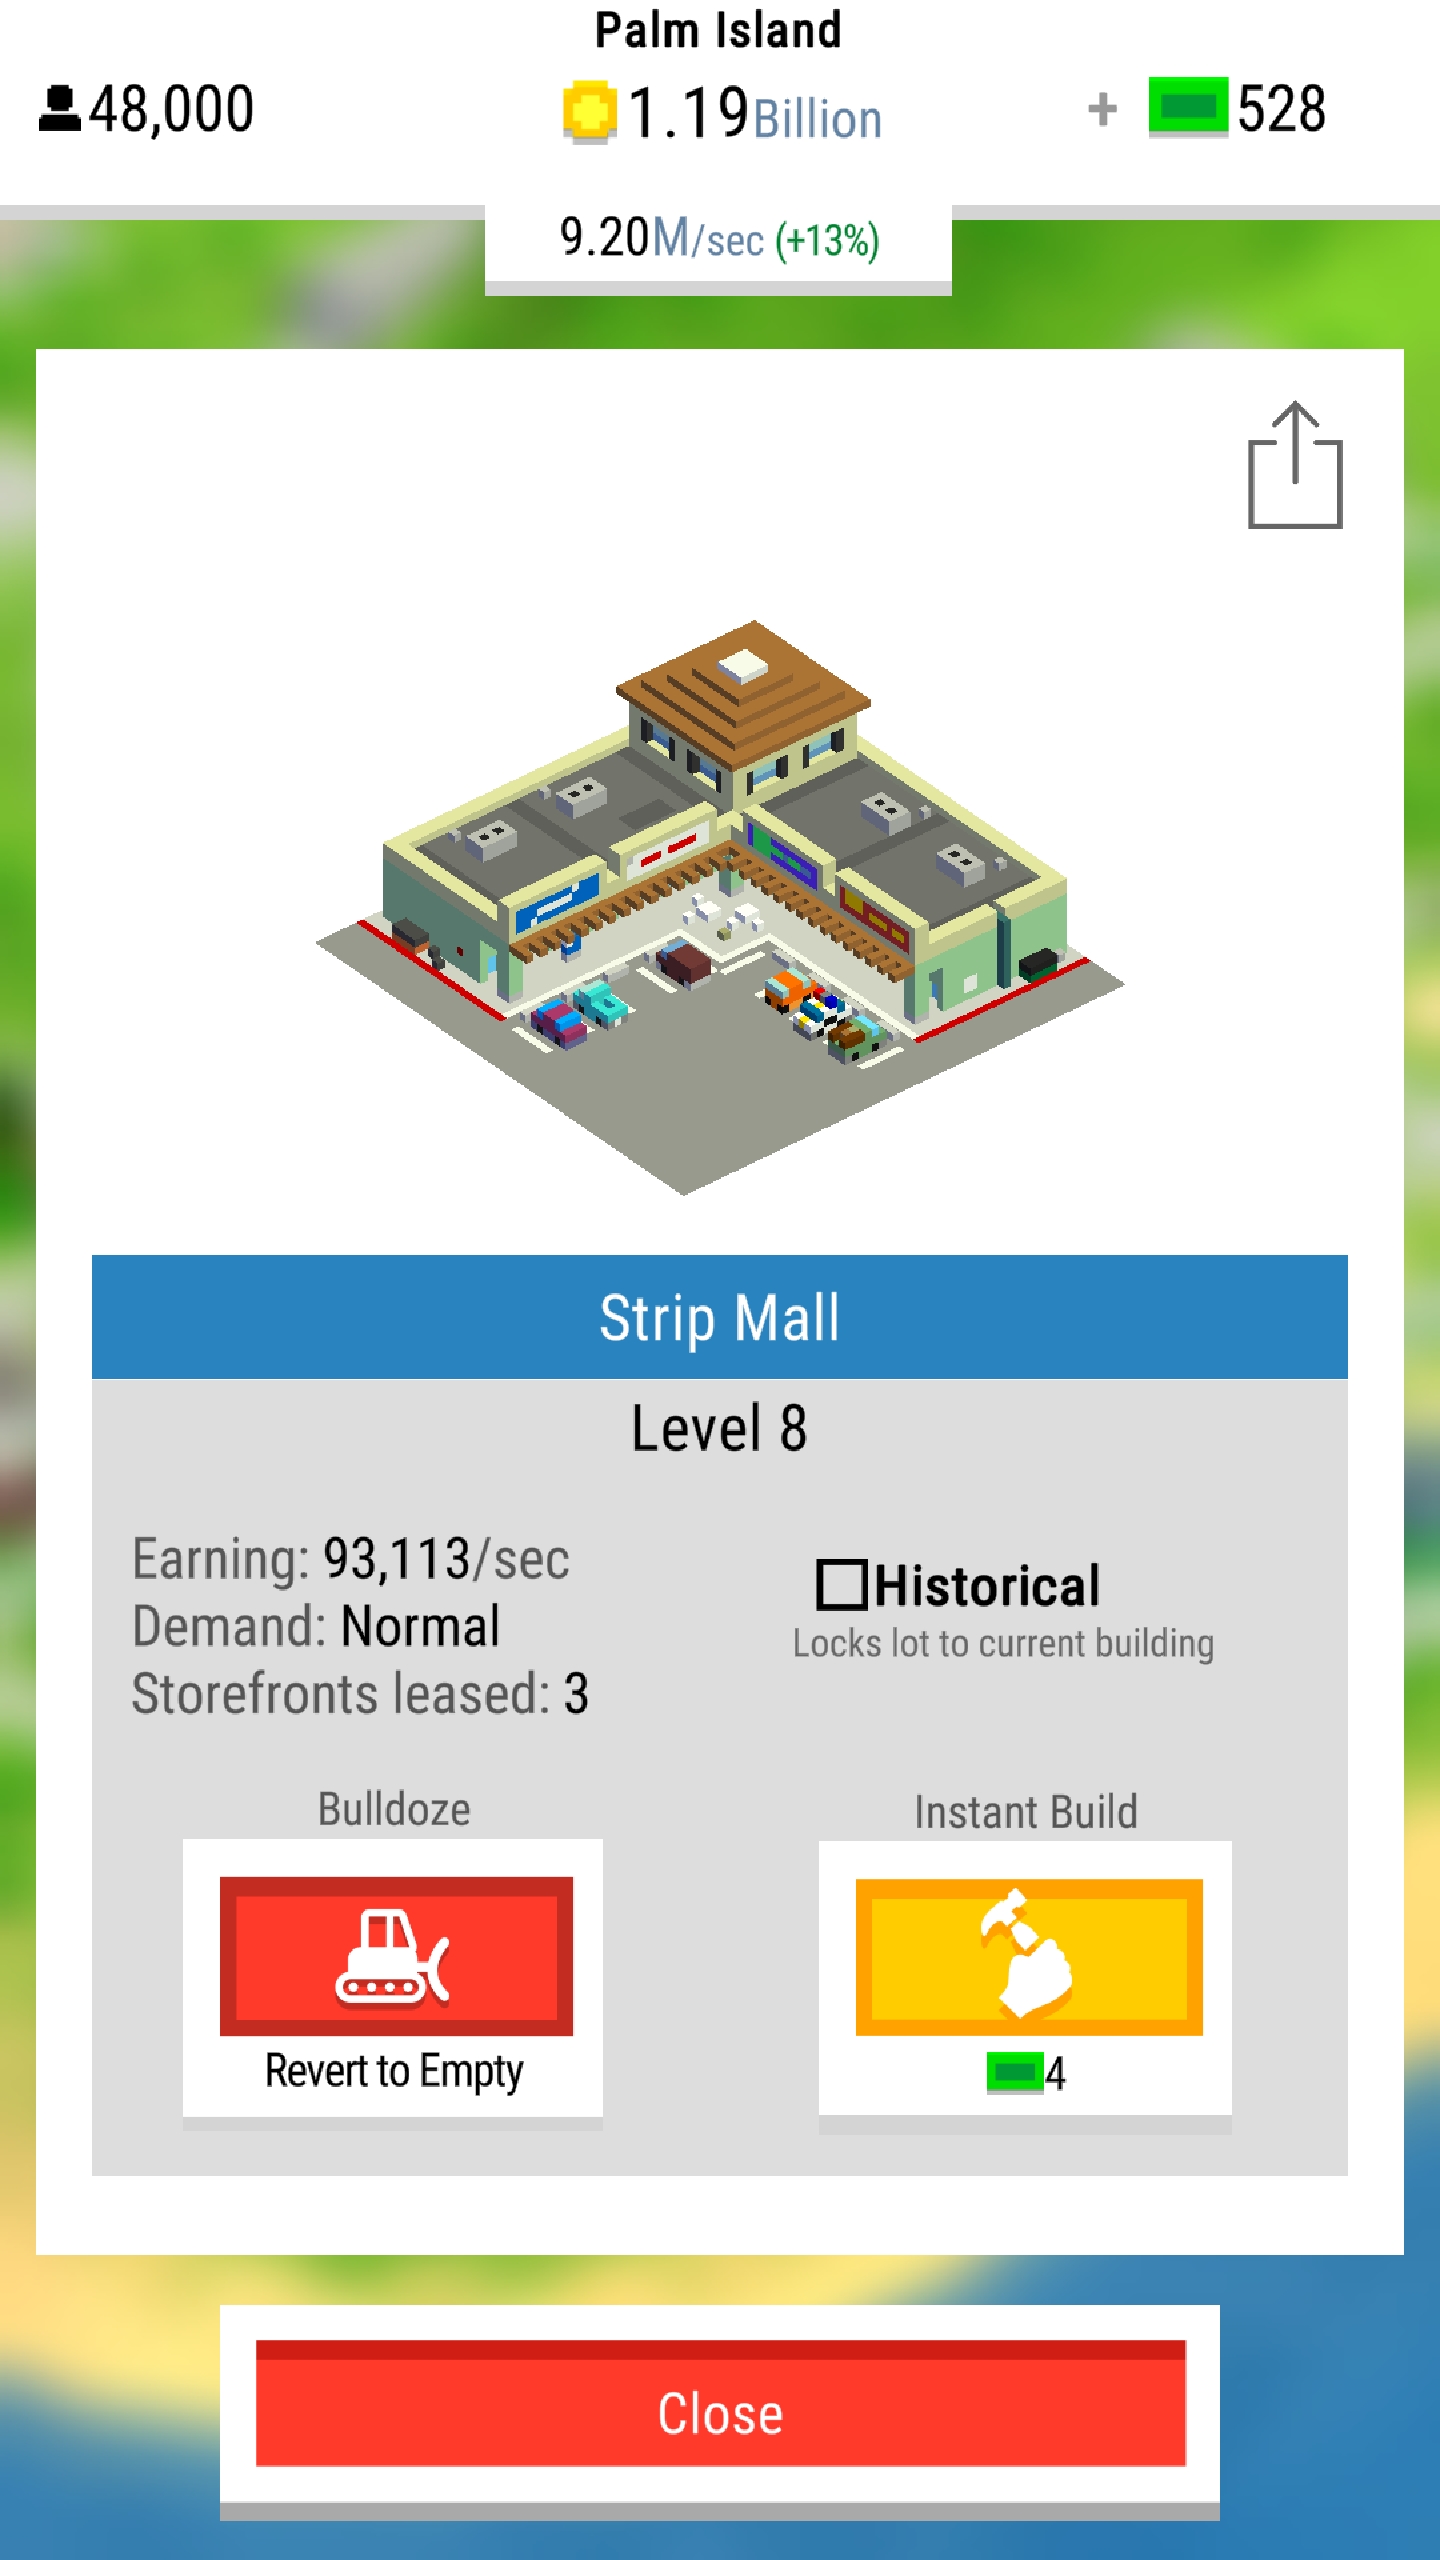 Palm Island
48,000
1.19Billion
+ 528
9.20M/sec (+13%)
Strip Mall
Level 8
Earning: 93,113/sec
Demand: Normal
Storefronts leased: 3
Historical
Locks lot to current building
Bulldoze
Instant Build
Revert to Empty
4
Close